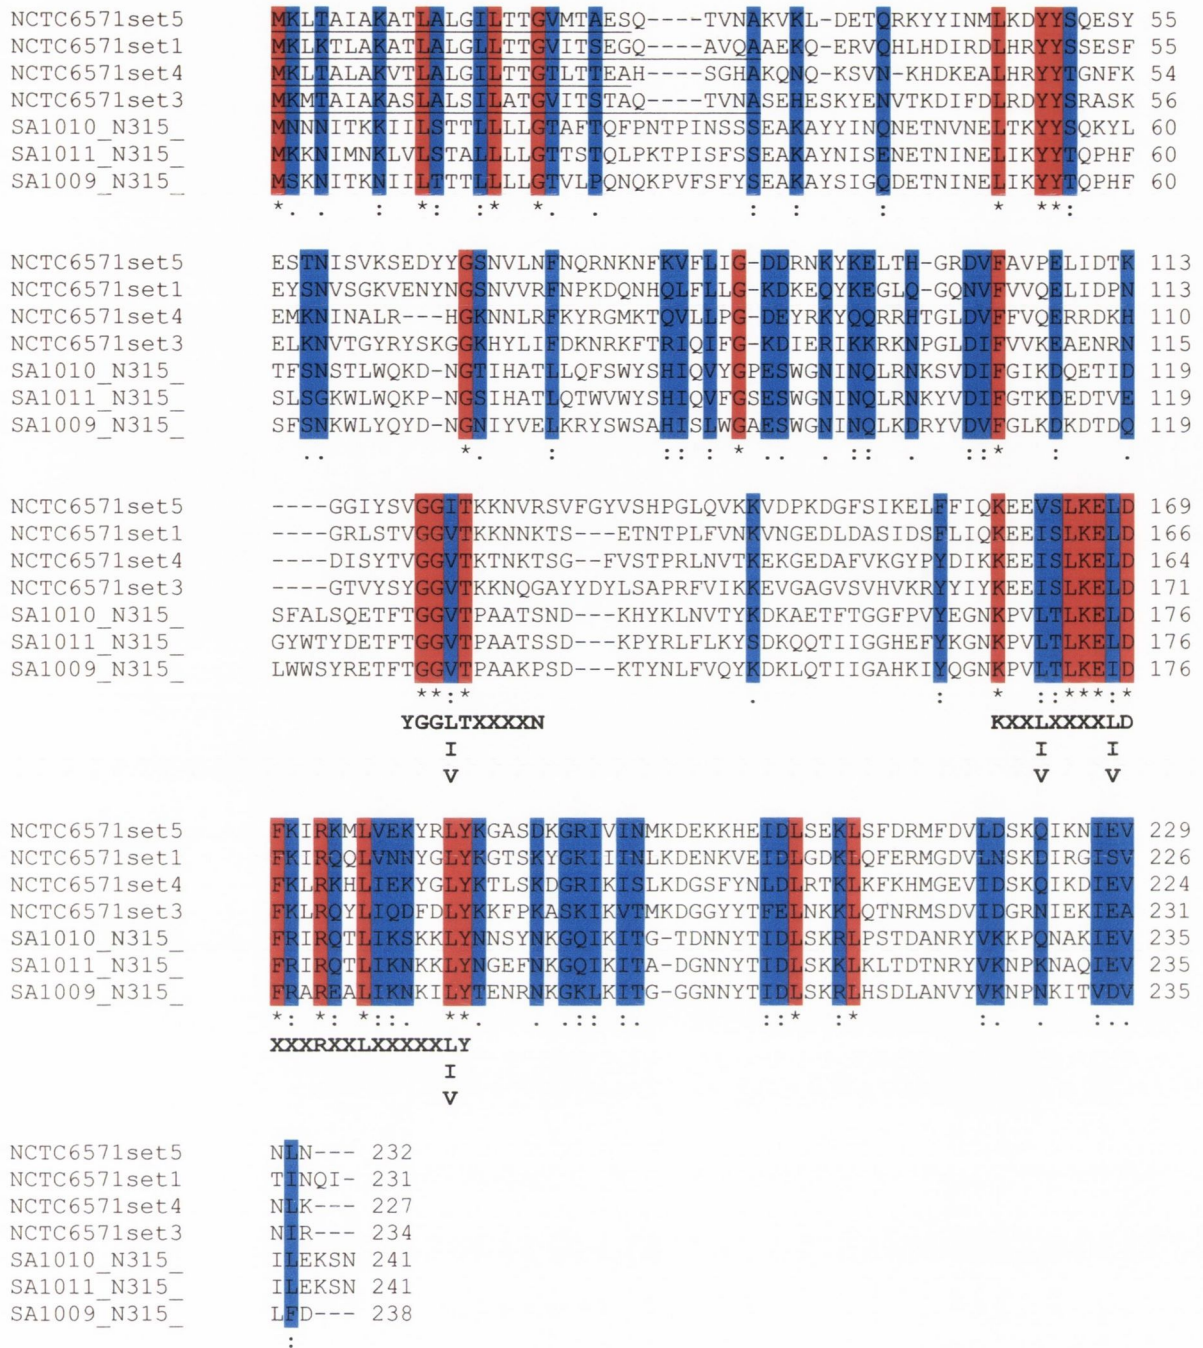 NCTC6571set5 MKLTAIAKATLALGILTTGVMTAESQ----TVNAKVKL-DETQRKYYINMLKDYYSQESY 55
NCTC6571set1 MKLKTLAKATLALGLLTTGVITSEGQ----AVQAAEKQ-ERVQHLHDIRDLHRYYSSESF 55
NCTC6571set4 MKLTALAKVTLALGILTTGTLTTEAH----SGHAKQNQ-KSVN-KHDKEALHRYYTGNFK 54
NCTC6571set3 MKMTAIAKASLALSILATGVITSTAQ----TVNASEHESKYENVTKDIFDLRDYYSRASK 56
SA1010_N315_ MNNNITKKIILSTTLLLLGTAFTQFPNTPINSSSEAKAYYINQNETNVNELTKYYSQKYL 60
SA1011_N315_ MKKNIMNKLVLSTALLLLGTTSTQLPKTPISFSSEAKAYNISENETNINELIKYYTQPHF 60
SA1009_N315_ MSKNITKNIILTTTLLLLGTVLPQNQKPVFSFYSEAKAYSIGQDETNINELIKYYTQPHF 60
*. . : *: :* *. . : : : * **:
NCTC6571set5 ESTNISVKSEDYYGSNVLNFNQRNKNFKVFLIG-DDRNKYKELTH-GRDVFAVPELIDTK 113
NCTC6571set1 EYSNVSGKVENYNGSNVVRFNPKDQNHQLFLLG-KDKEQYKEGLQ-GQNVFVVQELIDPN 113
NCTC6571set4 EMKNINALR---HGKNNLRFKYRGMKTQVLLPG-DEYRKYQQRRHTGLDVFFVQERRDKH 110
NCTC6571set3 ELKNVTGYRYSKGGKHYLIFDKNRKFTRIQIFG-KDIERIKKRKNPGLDIFVVKEAENRN 115
SA1010_N315_ TFSNSTLWQKD-NGTIHATLLQFSWYSHIQVYGPESWGNINQLRNKSVDIFGIKDQETID 119
SA1011_N315_ SLSGKWLWQKP-NGSIHATLQTWVWYSHIQVFGSESWGNINQLRNKYVDIFGTKDEDTVE 119
SA1009_N315_ SFSNKWLYQYD-NGNIYVELKRYSWSAHISLWGAESWGNINQLKDRYVDVFGLKDKDTDQ 119
.. *. : :: : * .. . :: . ::* : .
NCTC6571set5 ----GGIYSVGGITKKNVRSVFGYVSHPGLQVKKVDPKDGFSIKELFFIQKEEVSLKELD 169
NCTC6571set1 ----GRLSTVGGVTKKNNKTS---ETNTPLFVNKVNGEDLDASIDSFLIQKEEISLKELD 166
NCTC6571set4 ----DISYTVGGVTKTNKTSG--FVSTPRLNVTKEKGEDAFVKGYPYDIKKEEISLKELD 164
NCTC6571set3 ----GTVYSYGGVTKKNQGAYYDYLSAPRFVIKKEVGAGVSVHVKRYYIYKEEISLKELD 171
SA1010_N315_ SFALSQETFTGGVTPAATSND---KHYKLNVTYKDKAETFTGGFPVYEGNKPVLTLKELD 176
SA1011_N315_ GYWTYDETFTGGVTPAATSSD---KPYRLFLKYSDKQQTIIGGHEFYKGNKPVLTLKELD 176
SA1009_N315_ LWWSYRETFTGGVTPAAKPSD---KTYNLFVQYKDKLQTIIGAHKIYQGNKPVLTLKEID 176
**:* . : * ::***:*
YGGLTXXXXN KXXLXXXXLD
I I I
V V V
NCTC6571set5 FKIRKMLVEKYRLYKGASDKGRIVINMKDEKKHEIDLSEKLSFDRMFDVLDSKQIKNIEV 229
NCTC6571set1 FKIRQQLVNNYGLYKGTSKYGKIIINLKDENKVEIDLGDKLQFERMGDVLNSKDIRGISV 226
NCTC6571set4 FKLRKHLIEKYGLYKTLSKDGRIKISLKDGSFYNLDLRTKLKFKHMGEVIDSKQIKDIEV 224
NCTC6571set3 FKLRQYLIQDFDLYKKFPKASKIKVTMKDGGYYTFELNKKLQTNRMSDVIDGRNIEKIEA 231
SA1010_N315_ FRIRQTLIKSKKLYNNSYNKGQIKITG-TDNNYTIDLSKRLPSTDANRYVKKPQNAKIEV 235
SA1011_N315_ FRIRQTLIKNKKLYNGEFNKGQIKITA-DGNNYTIDLSKKLKLTDTNRYVKNPKNAQIEV 235
SA1009_N315_ FRAREALIKNKILYTENRNKGKLKITG-GGNNYTIDLSKRLHSDLANVYVKNPNKITVDV 235
*: * *::. **. . .:: :. ::* :* :. . :..
XXXRXXLXXXXXLY
I
V
NCTC6571set5 NLN--- 232
NCTC6571set1 TINQI- 231
NCTC6571set4 NLK--- 227
NCTC6571set3 NIR--- 234
SA1010_N315_ ILEKSN 241
SA1011_N315_ ILEKSN 241
SA1009_N315_ LFD--- 238
: